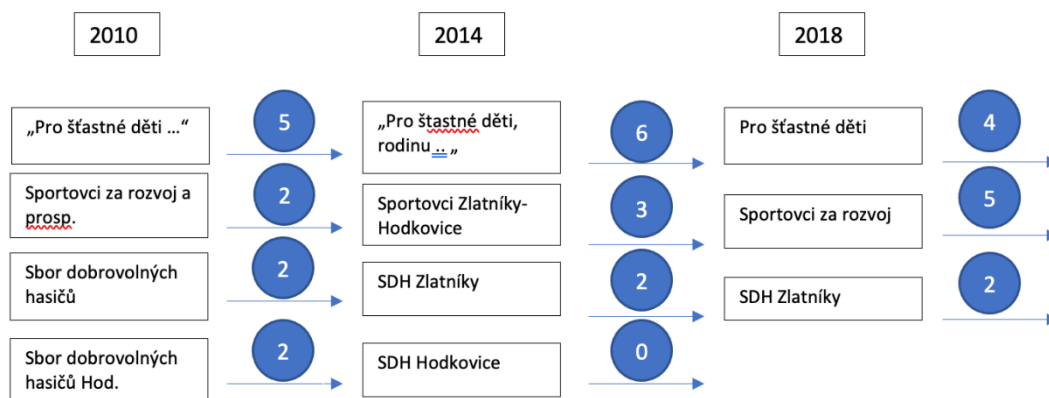 2010
2014
2018
„Pro šťastné děti …“
5
„Pro štastné děti,
rodinu .. „
6
Pro šťastné děti
4
Sportovci za rozvoj a
prosp.
2
Sportovci Zlatníky-
Hodkovice
3
Sportovci za rozvoj
5
Sbor dobrovolných
hasičů
2
SDH Zlatníky
2
SDH Zlatníky
2
Sbor dobrovolných
hasičů Hod.
2
SDH Hodkovice
0